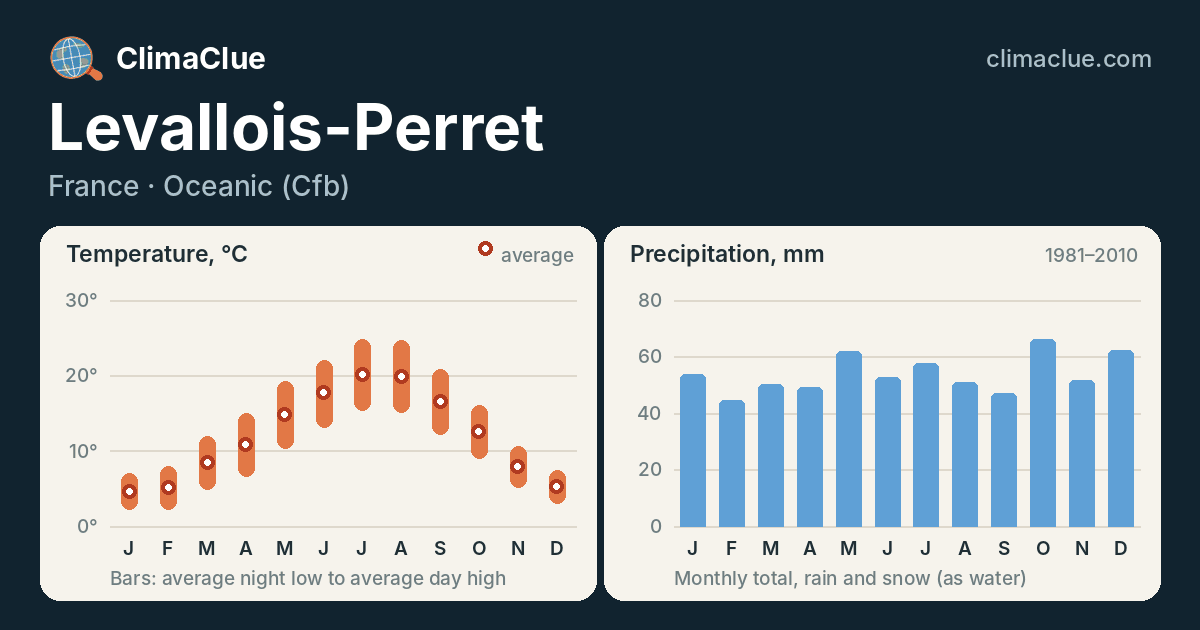 ClimaClue
climaclue.com
Levallois-Perret
France · Oceanic (Cfb)
Temperature, °C
average
30°
20°
10°
0°
J F M A M J J A S O N D
Bars: average night low to average day high
Precipitation, mm
1981–2010
80
60
40
20
0
J F M A M J J A S O N D
Monthly total, rain and snow (as water)